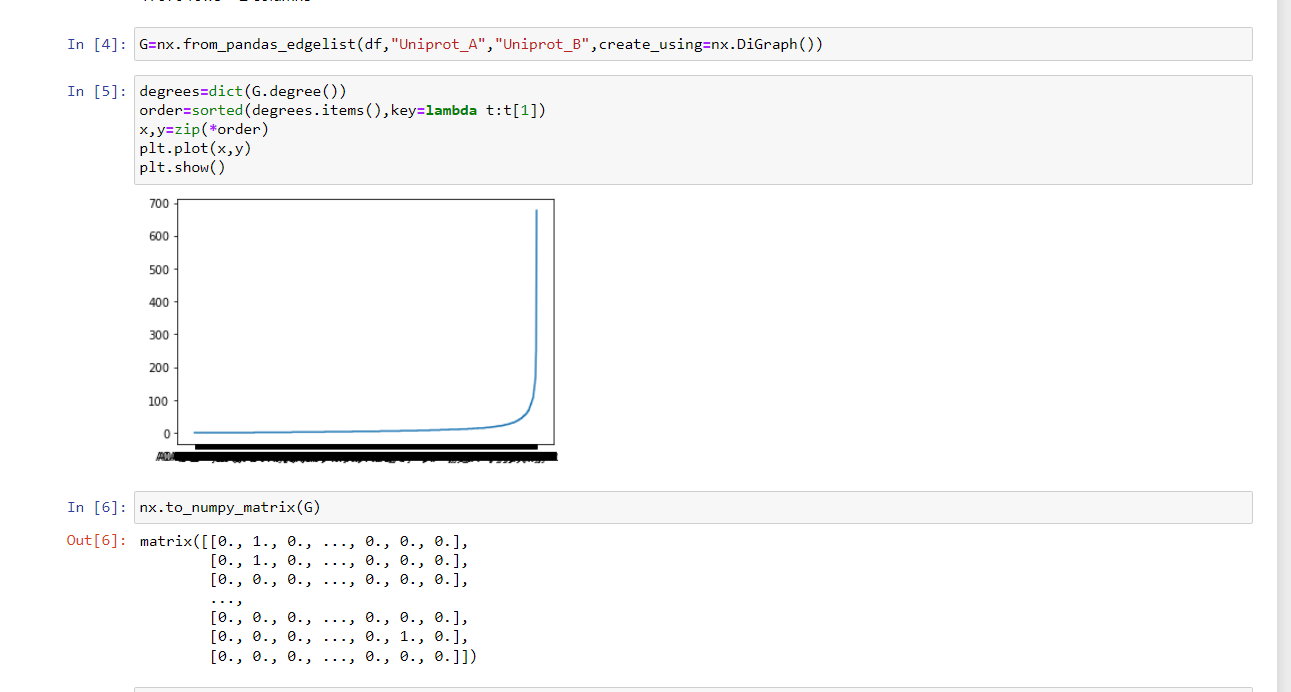 In [4]: G=nx.from_pandas_edgelist(df,"Uniprot_A","Uniprot_B",create_using=nx.DiGraph())
In [5]: degrees=dict(G.degree())
order=sorted(degrees.items(),key=lambda t:t[1])
x,y=zip(*order)
plt.plot(x,y)
plt.show()
700
600
500
400
300
200
100
0
In [6]: nx.to_numpy_matrix(G)
Out[6]: matrix([[0., 1., 0., ..., 0., 0., 0.],
[0., 1., 0., ..., 0., 0., 0.],
[0., 0., 0., ..., 0., 0., 0.],
...,
[0., 0., 0., ..., 0., 0., 0.],
[0., 0., 0., ..., 0., 1., 0.],
[0., 0., 0., ..., 0., 0., 0.]])